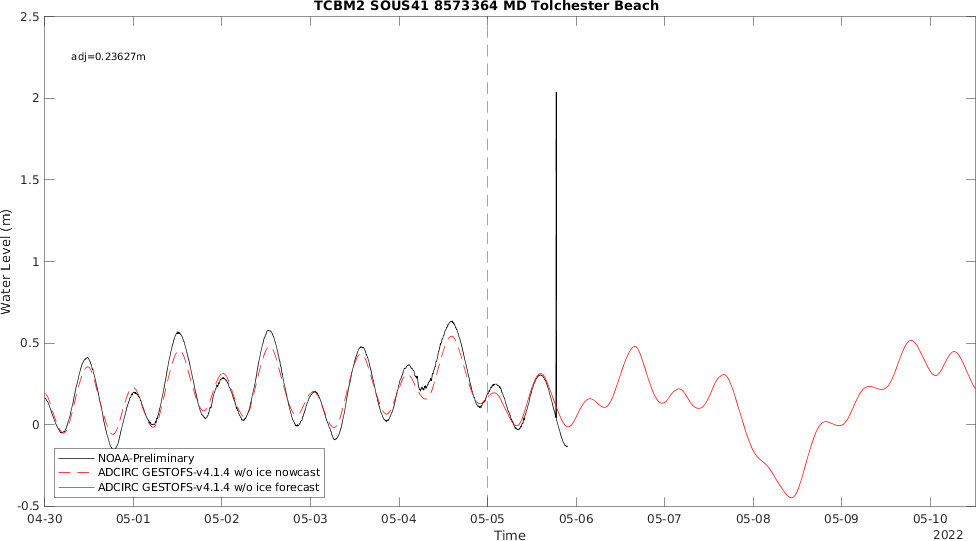 TCBM2 SOUS41 8573364 MD Tolchester Beach
adj=0.23627m
2.5
2
1.5
1
0.5
0
-0.5
Water Level (m)
NOAA-Preliminary
ADCIRC GESTOFS-v4.1.4 w/o ice nowcast
ADCIRC GESTOFS-v4.1.4 w/o ice forecast
04-30 05-01 05-02 05-03 05-04 05-05 05-06 05-07 05-08 05-09 05-10
Time
2022